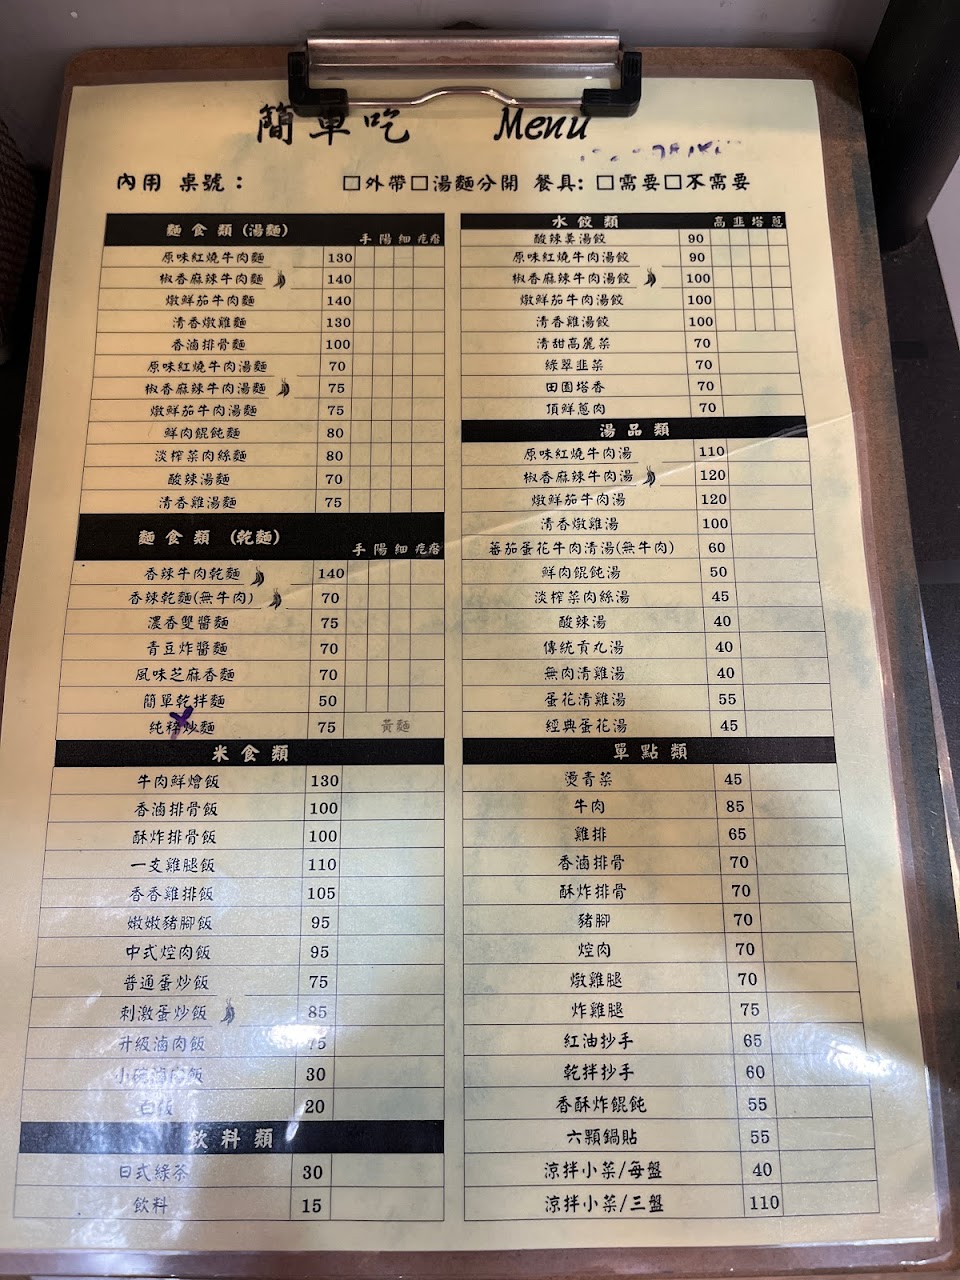 簡單吃 Menu
內用 桌號： □外帶□湯麵分開 餐具: □需要□不需要
麵食類 (湯麵) 手 陽 細 疙瘩
原味紅燒牛肉麵 130
椒香麻辣牛肉麵 140
燉鮮茄牛肉麵 140
清香燉雞麵 130
香滷排骨麵 100
原味紅燒牛肉湯麵 70
椒香麻辣牛肉湯麵 75
燉鮮茄牛肉湯麵 75
鮮肉餛飩麵 80
淡榨菜肉絲麵 80
酸辣湯麵 70
清香雞湯麵 75
麵食類 (乾麵) 手 陽 細 疙瘩
香辣牛肉乾麵 140
香辣乾麵(無牛肉) 70
濃香雙醬麵 75
青豆炸醬麵 70
風味芝麻香麵 70
簡單乾拌麵 50
純粹炒麵 75 黃麵
米食類
牛肉鮮燴飯 130
香滷排骨飯 100
酥炸排骨飯 100
一支雞腿飯 110
香香雞排飯 105
嫩嫩豬腳飯 95
中式焢肉飯 95
普通蛋炒飯 75
刺激蛋炒飯 85
升級滷肉飯 75
小碗滷肉飯 30
白飯 20
飲料類
日式綠茶 30
飲料 15
水餃類 高 韭 塔 蔥
酸辣羹湯餃 90
原味紅燒牛肉湯餃 90
椒香麻辣牛肉湯餃 100
燉鮮茄牛肉湯餃 100
清香雞湯餃 100
清甜高麗菜 70
綠翠韭菜 70
田園塔香 70
頂鮮蔥肉 70
湯品類
原味紅燒牛肉湯 110
椒香麻辣牛肉湯 120
燉鮮茄牛肉湯 120
清香燉雞湯 100
蕃茄蛋花牛肉清湯(無牛肉) 60
鮮肉餛飩湯 50
淡榨菜肉絲湯 45
酸辣湯 40
傳統貢丸湯 40
無肉清雞湯 40
蛋花清雞湯 55
經典蛋花湯 45
單點類
燙青菜 45
牛肉 85
雞排 65
香滷排骨 70
酥炸排骨 70
豬腳 70
焢肉 70
燉雞腿 70
炸雞腿 75
紅油抄手 65
乾拌抄手 60
香酥炸餛飩 55
六顆鍋貼 55
涼拌小菜/每盤 40
涼拌小菜/三盤 110